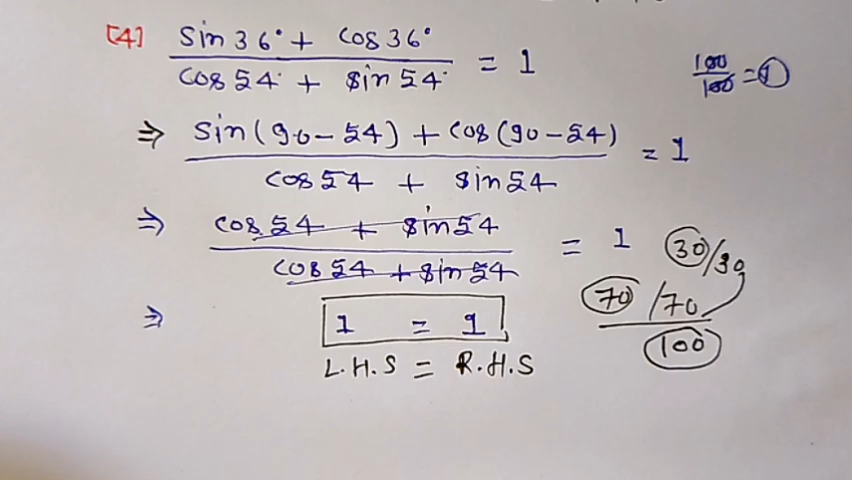 [4] sin 36° + cos 36° / cos 54° + sin 54° = 1
100/100 = 1
⇒ sin(90-54) + cos(90-54) / cos 54 + sin 54 = 1
⇒ cos 54 + sin 54 / cos 54 + sin 54 = 1
30/30
70/70
100
⇒ 1 = 1
L.H.S = R.H.S